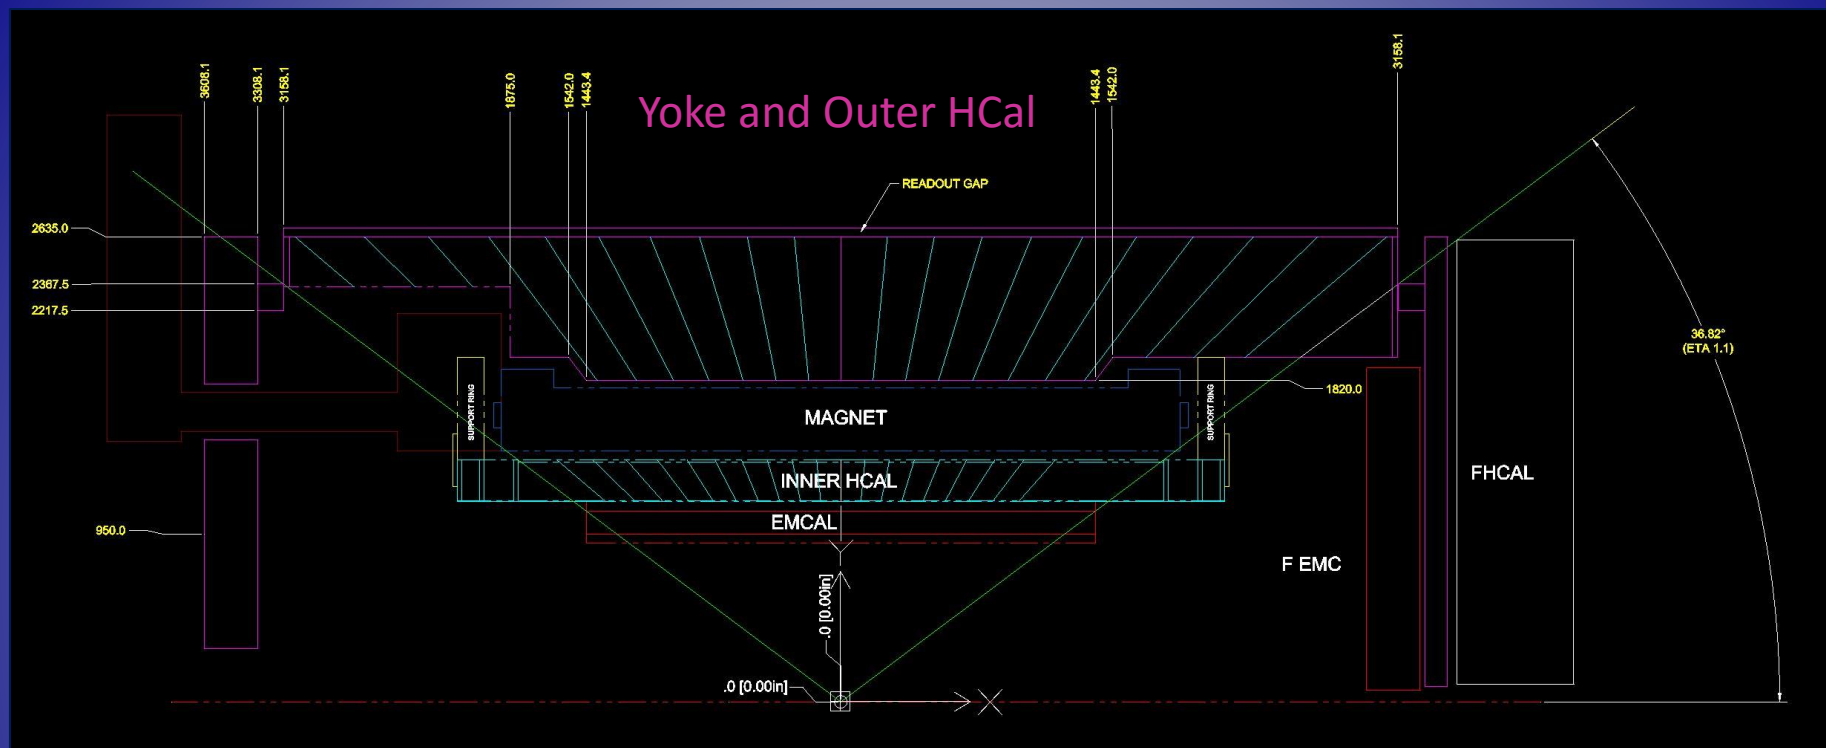 3608.1
3308.1
3158.1
1875.0
1542.0
1443.4
1443.4
1542.0
3158.1
Yoke and Outer HCal
READOUT GAP
2635.0
2367.5
2217.5
36.82°
(ETA 1.1)
1820.0
SUPPORT RING
MAGNET
SUPPORT RING
INNER HCAL
FHCAL
EMCAL
950.0
F EMC
.0 [0.00in]
.0 [0.00in]
X
Y